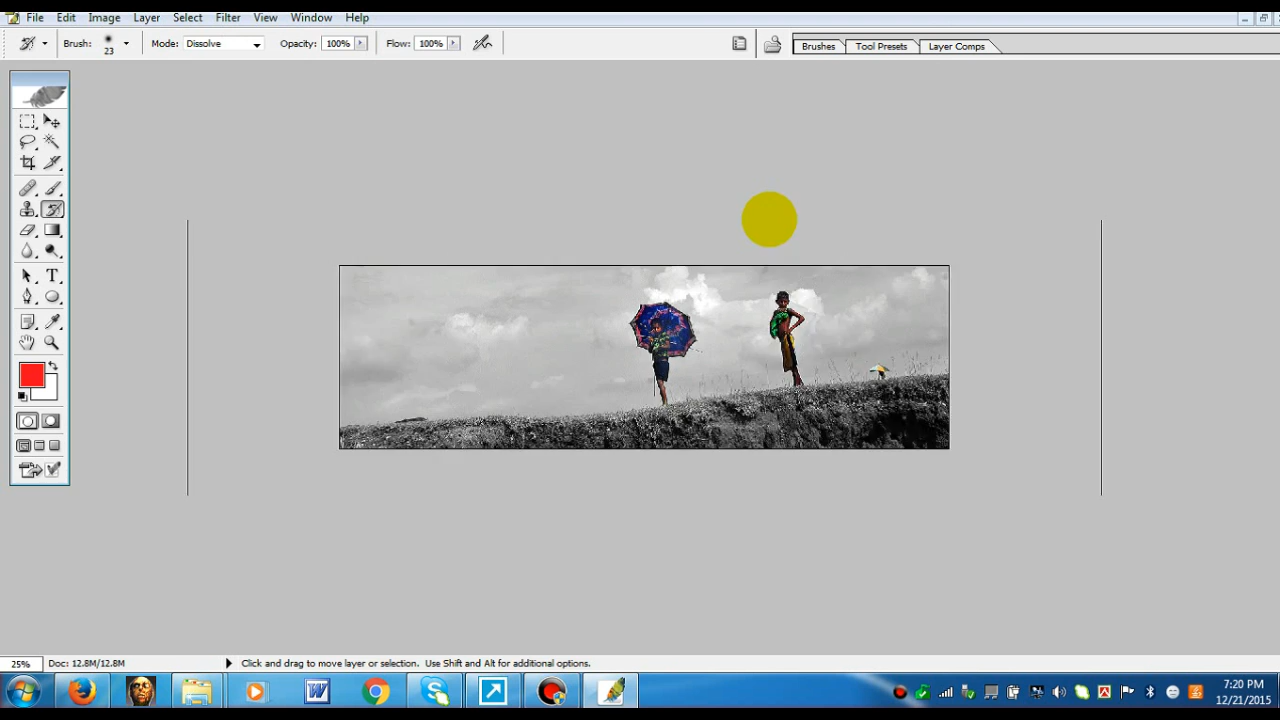 File Edit Image Layer Select Filter View Window Help
Brush: 23 Mode: Dissolve Opacity: 100% Flow: 100% Brushes Tool Presets Layer Comps
T
25% Doc: 12.8M/12.8M Click and drag to move layer or selection. Use Shift and Alt for additional options.
7:20 PM
12/21/2015